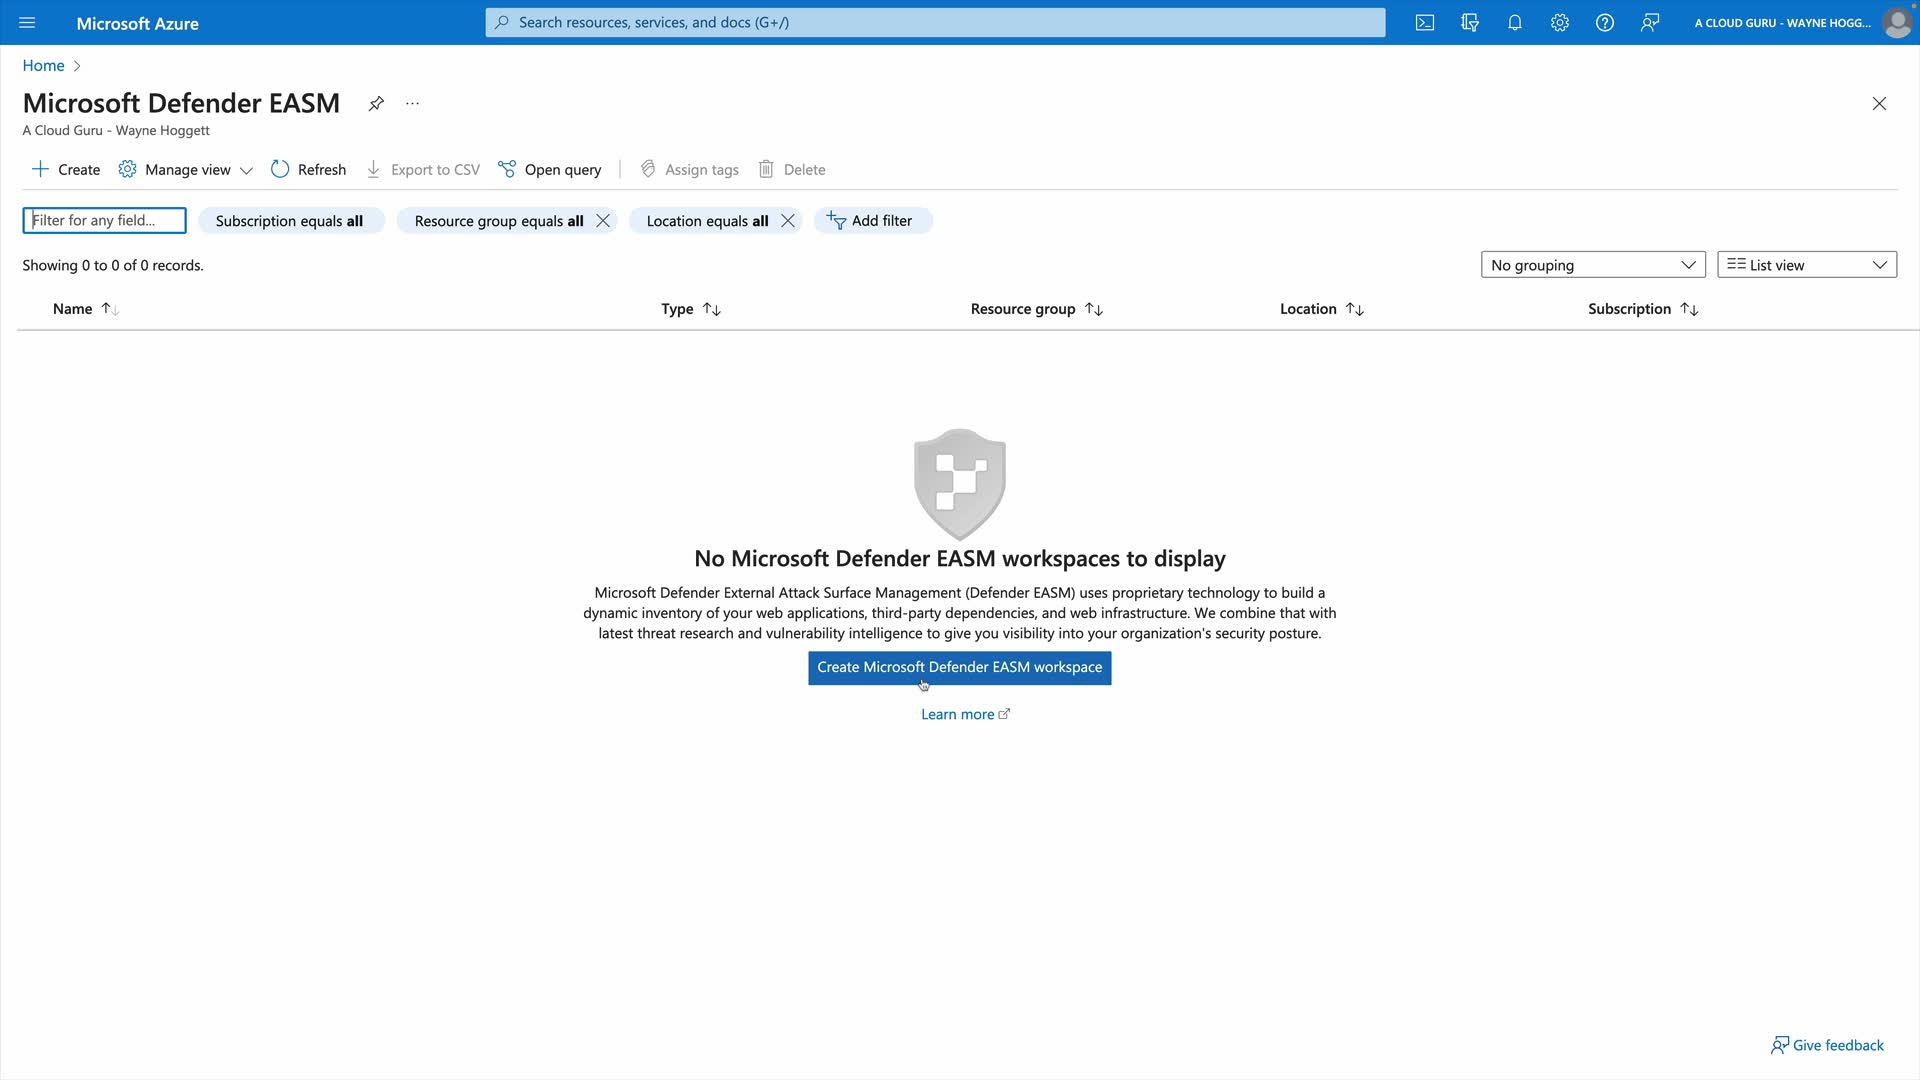 Microsoft Azure
Search resources, services, and docs (G+/)
A CLOUD GURU - WAYNE HOGG...
Home
Microsoft Defender EASM
A Cloud Guru - Wayne Hoggett
Create
Manage view
Refresh
Export to CSV
Open query
Assign tags
Delete
Filter for any field...
Subscription equals all
Resource group equals all
Location equals all
Add filter
Showing 0 to 0 of 0 records.
No grouping
List view
Name
Type
Resource group
Location
Subscription
No Microsoft Defender EASM workspaces to display
Microsoft Defender External Attack Surface Management (Defender EASM) uses proprietary technology to build a
dynamic inventory of your web applications, third-party dependencies, and web infrastructure. We combine that with
latest threat research and vulnerability intelligence to give you visibility into your organization's security posture.
Create Microsoft Defender EASM workspace
Learn more
Give feedback